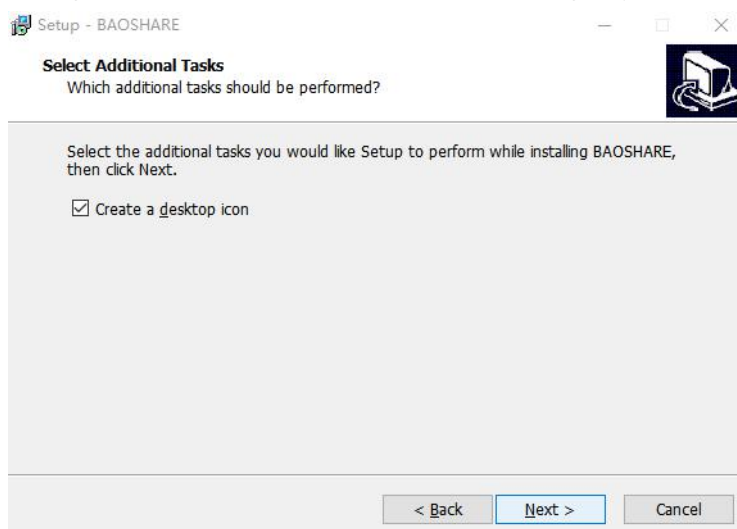 Setup - BAOSHARE
Select Additional Tasks
Which additional tasks should be performed?
Select the additional tasks you would like Setup to perform while installing BAOSHARE,
then click Next.
Create a desktop icon
< Back Next > Cancel